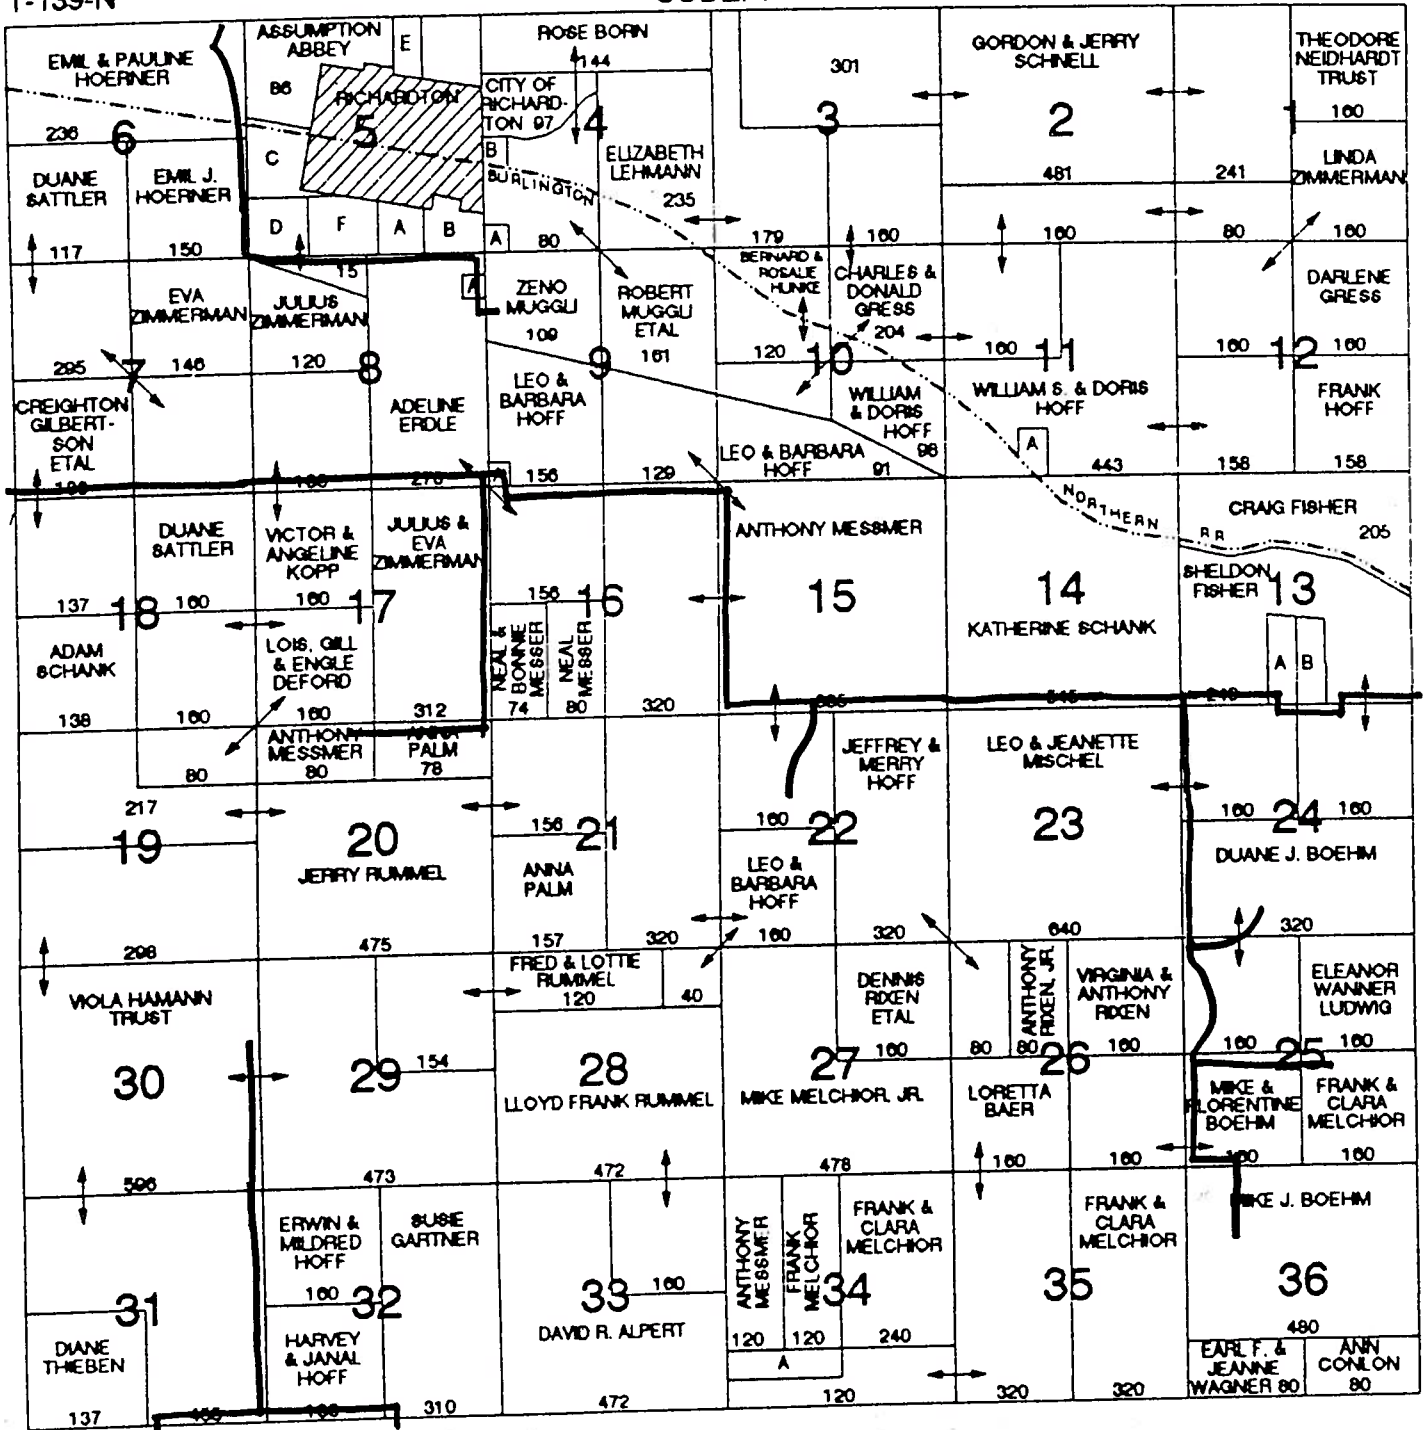 T-139-N
EMIL & PAULINE
HOERNER
236
6
ASSUMPTION
ABBEY
86
E
RICHARDTON
5
C
D
F
A
B
15
ROSE BORN
144
CITY OF
RICHARD-
TON 97
4
B
BURLINGTON
ELIZABETH
LEHMANN
235
A
80
301
3
179
160
GORDON & JERRY
SCHNELL
2
481
241
1
THEODORE
NEIDHARDT
TRUST
160
LINDA
ZIMMERMAN
160
80
160
DUANE
SATTLER
117
EMIL J.
HOERNER
150
EVA
ZIMMERMAN
146
295
7
JULIUS
ZIMMERMAN
120
8
A
ZENO
MUGGLI
109
ROBERT
MUGGLI
ETAL
161
9
BERNARD &
ROSALIE
HUNKE
120
CHARLES &
DONALD
GRESS
204
10
160
11
160
12
160
DARLENE
GRESS
CREIGHTON
GILBERT-
SON
ETAL
ADELINE
ERDLE
LEO &
BARBARA
HOFF
156
129
LEO & BARBARA
HOFF
91
WILLIAM
& DORIS
HOFF
98
WILLIAM S. & DORIS
HOFF
A
443
158
FRANK
HOFF
158
DUANE
SATTLER
160
137
18
VICTOR &
ANGELINE
KOPP
160
17
JULIUS &
EVA
ZIMMERMAN
156
16
ANTHONY MESSMER
15
14
KATHERINE SCHANK
NORTHERN
RR
CRAIG FISHER
205
SHELDON
FISHER
13
A
B
ADAM
SCHANK
138
160
LOIS, GILL
& ENGLE
DEFORD
160
312
NEAL &
BONNIE
MESSER
74
NEAL
MESSER
80
320
ANTHONY
MESSMER
80
ANNA
PALM
78
80
217
19
298
20
JERRY RUMMEL
475
156
21
ANNA
PALM
157
320
160
22
JEFFREY &
MERRY
HOFF
LEO &
BARBARA
HOFF
160
320
LEO & JEANETTE
MISCHEL
23
640
160
24
160
DUANE J. BOEHM
320
VIOLA HAMANN
TRUST
30
596
29
154
473
FRED & LOTTIE
RUMMEL
120
40
28
LLOYD FRANK RUMMEL
472
DENNIS
RIXEN
ETAL
160
27
MIKE MELCHIOR, JR.
478
80
ANTHONY
RIXEN, JR.
80
26
VIRGINIA &
ANTHONY
RIXEN
160
LORETTA
BAER
160
160
ELEANOR
WANNER
LUDWIG
160
25
160
MIKE &
FLORENTINE
BOEHM
160
FRANK &
CLARA
MELCHIOR
160
31
DIANE
THIEBEN
137
ERWIN &
MILDRED
HOFF
160
32
SUSIE
GARTNER
HARVEY
& JANAL
HOFF
310
33
160
DAVID R. ALPERT
472
ANTHONY
MESSMER
120
FRANK
MELCHIOR
120
34
FRANK &
CLARA
MELCHIOR
240
A
120
35
320
FRANK &
CLARA
MELCHIOR
320
MIKE J. BOEHM
36
480
EARL F. &
JEANNE
WAGNER 80
ANN
CONLON
80